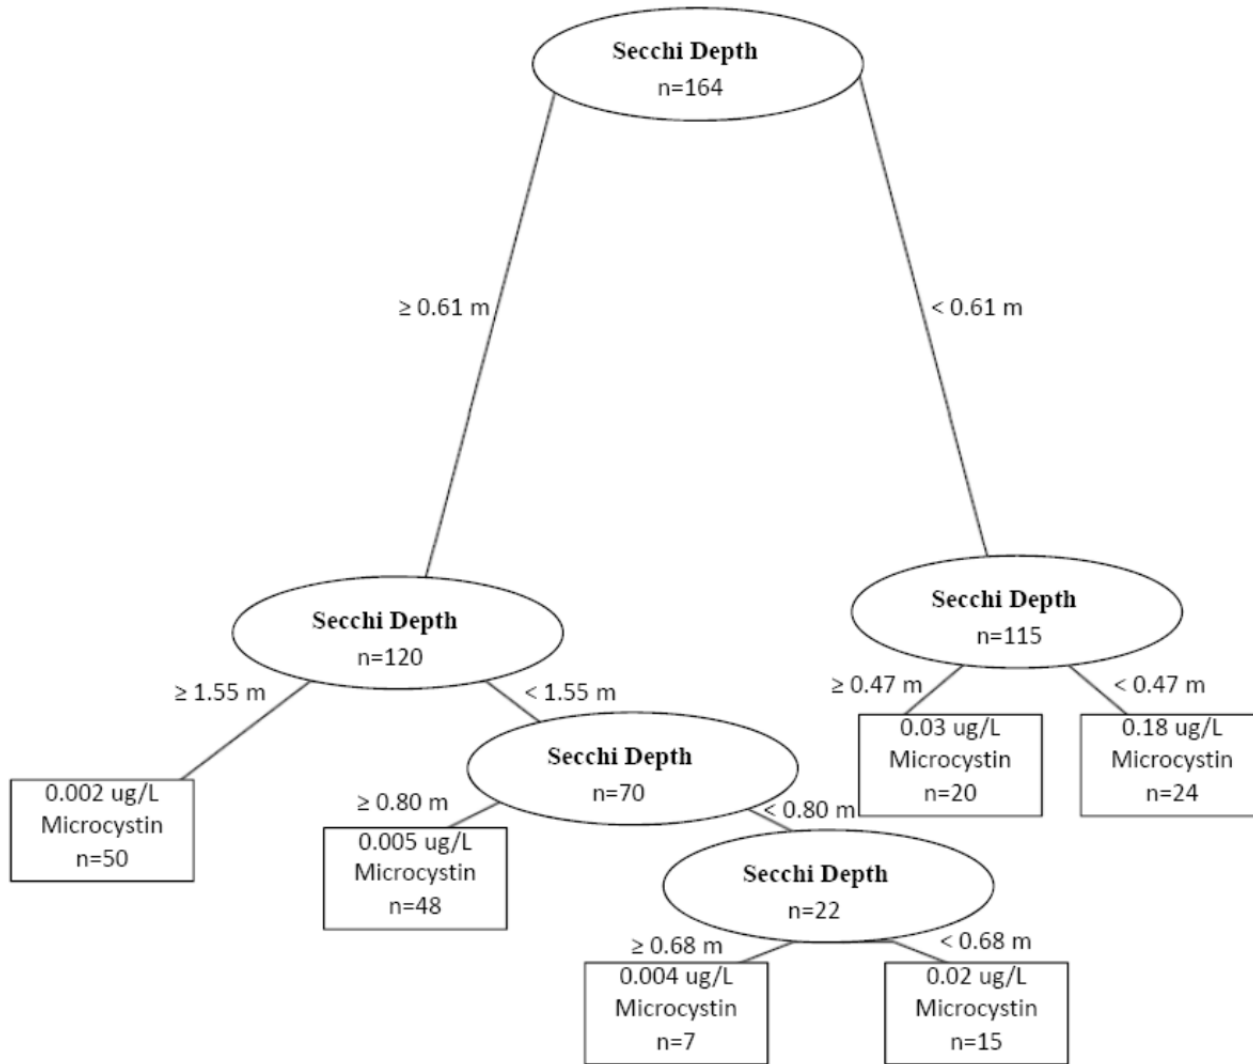 Secchi Depth
n=164
≥ 0.61 m
< 0.61 m
Secchi Depth
n=120
Secchi Depth
n=115
≥ 1.55 m
< 1.55 m
≥ 0.47 m
< 0.47 m
0.002 ug/L
Microcystin
n=50
Secchi Depth
n=70
0.03 ug/L
Microcystin
n=20
0.18 ug/L
Microcystin
n=24
≥ 0.80 m
< 0.80 m
0.005 ug/L
Microcystin
n=48
Secchi Depth
n=22
≥ 0.68 m
< 0.68 m
0.004 ug/L
Microcystin
n=7
0.02 ug/L
Microcystin
n=15